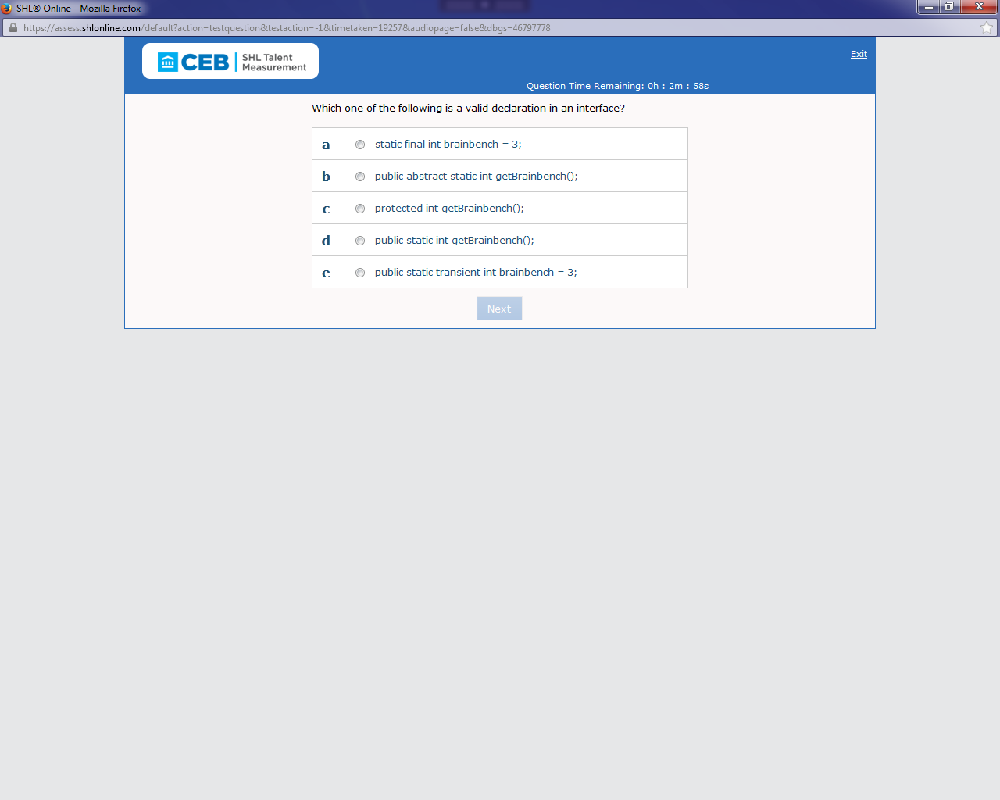 SHL® Online - Mozilla Firefox
https://assess.shlonline.com/default?action=testquestion&testaction=-1&timetaken=19257&audiopage=false&dbgs=46797778
CEB SHL Talent
Measurement
Exit
Question Time Remaining: 0h : 2m : 58s
Which one of the following is a valid declaration in an interface?
a static final int brainbench = 3;
b public abstract static int getBrainbench();
c protected int getBrainbench();
d public static int getBrainbench();
e public static transient int brainbench = 3;
Next